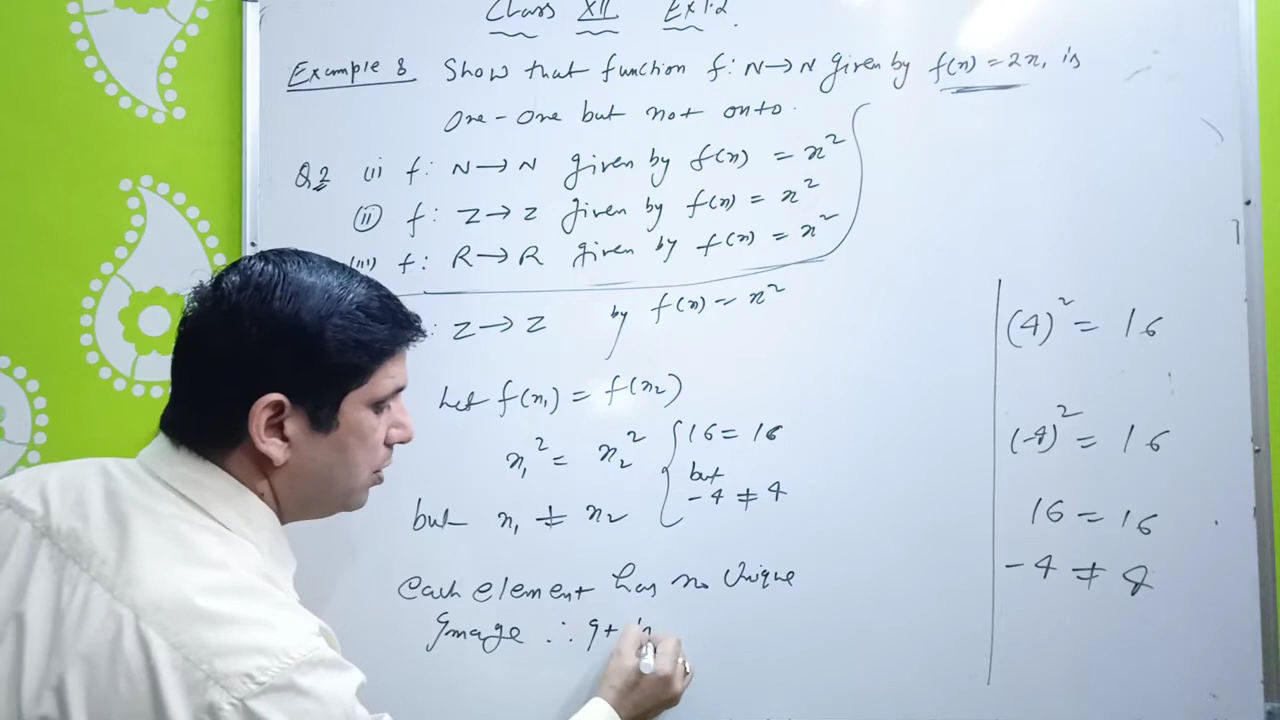 Class XII Ex 1.2
Example 8 Show that function f: N→N given by f(x) = 2x, is
one-one but not onto.
Q2 (i) f: N→N given by f(x) = x²
(ii) f: Z→Z given by f(x) = x²
(iii) f: R→R given by f(x) = x²
: Z→Z by f(x) = x²
Let f(x₁) = f(x₂)
x₁² = x₂² {16 = 16
but
-4 ≠ 4
but x₁ ≠ x₂
Each element has no Unique
Image ∴ It is
(4)² = 16
(-4)² = 16
16 = 16
-4 ≠ 4